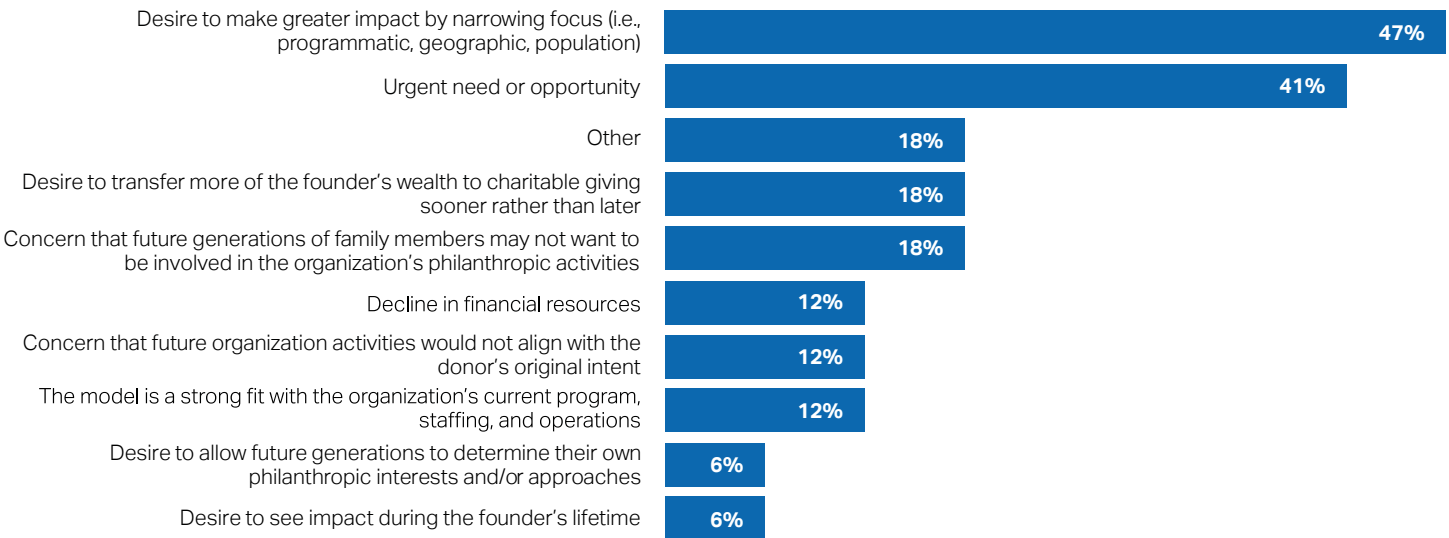 Desire to make greater impact by narrowing focus (i.e.,
programmatic, geographic, population)
47%
Urgent need or opportunity
41%
Other
18%
Desire to transfer more of the founder’s wealth to charitable giving
sooner rather than later
18%
Concern that future generations of family members may not want to
be involved in the organization’s philanthropic activities
18%
Decline in financial resources
12%
Concern that future organization activities would not align with the
donor’s original intent
12%
The model is a strong fit with the organization’s current program,
staffing, and operations
12%
Desire to allow future generations to determine their own
philanthropic interests and/or approaches
6%
Desire to see impact during the founder’s lifetime
6%